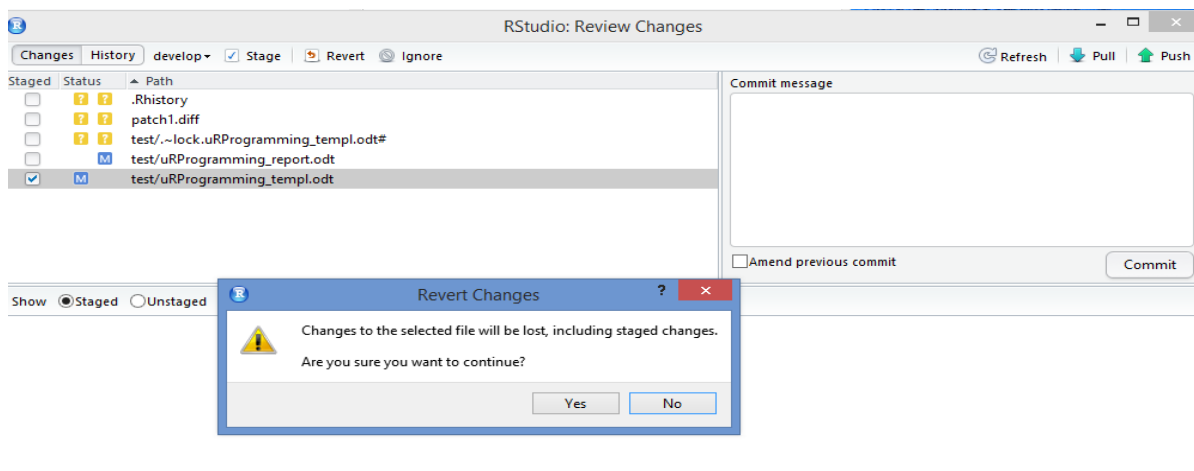 RStudio: Review Changes
Changes History develop Stage Revert Ignore Refresh Pull Push
Staged Status Path
? ? .Rhistory
? ? patch1.diff
? ? test/.~lock.uRProgramming_templ.odt#
M test/uRProgramming_report.odt
M test/uRProgramming_templ.odt
Commit message
Amend previous commit
Commit
Show Staged Unstaged
R Revert Changes ?
Changes to the selected file will be lost, including staged changes.
Are you sure you want to continue?
Yes No